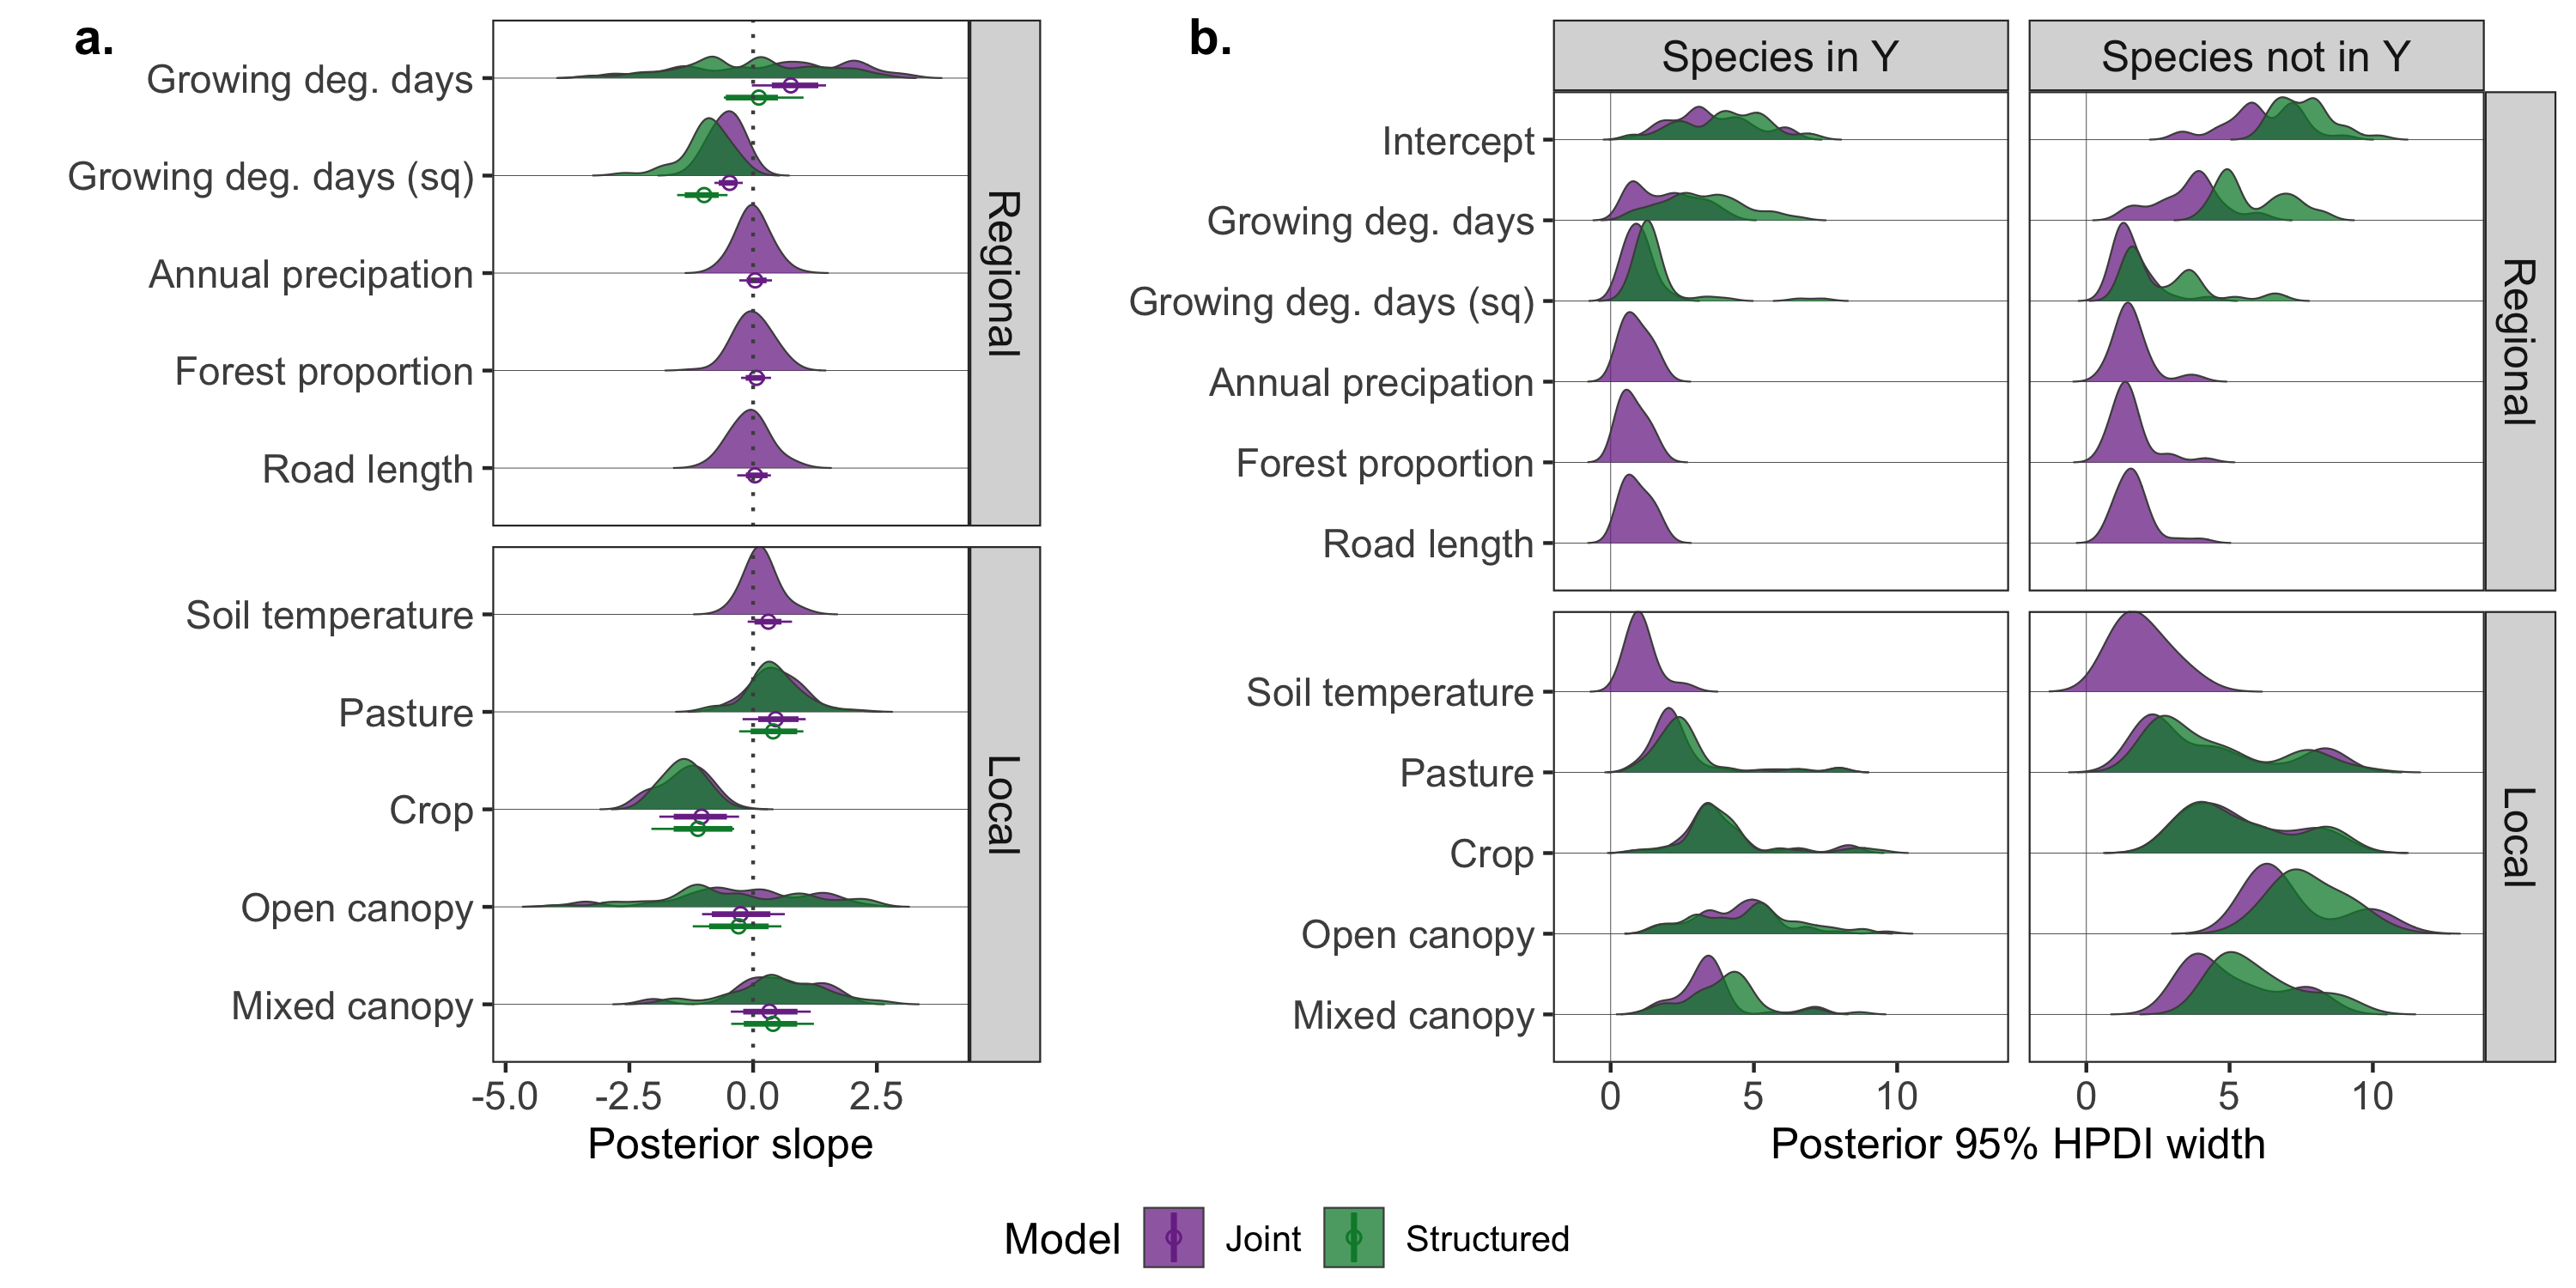 a.
Growing deg. days
Growing deg. days (sq)
Annual precipation
Forest proportion
Road length
Regional
Soil temperature
Pasture
Crop
Open canopy
Mixed canopy
Local
-5.0 -2.5 0.0 2.5
Posterior slope
b.
Species in Y
Species not in Y
Intercept
Growing deg. days
Growing deg. days (sq)
Annual precipation
Forest proportion
Road length
Regional
Soil temperature
Pasture
Crop
Open canopy
Mixed canopy
Local
0 5 10
0 5 10
Posterior 95% HPDI width
Model Joint Structured